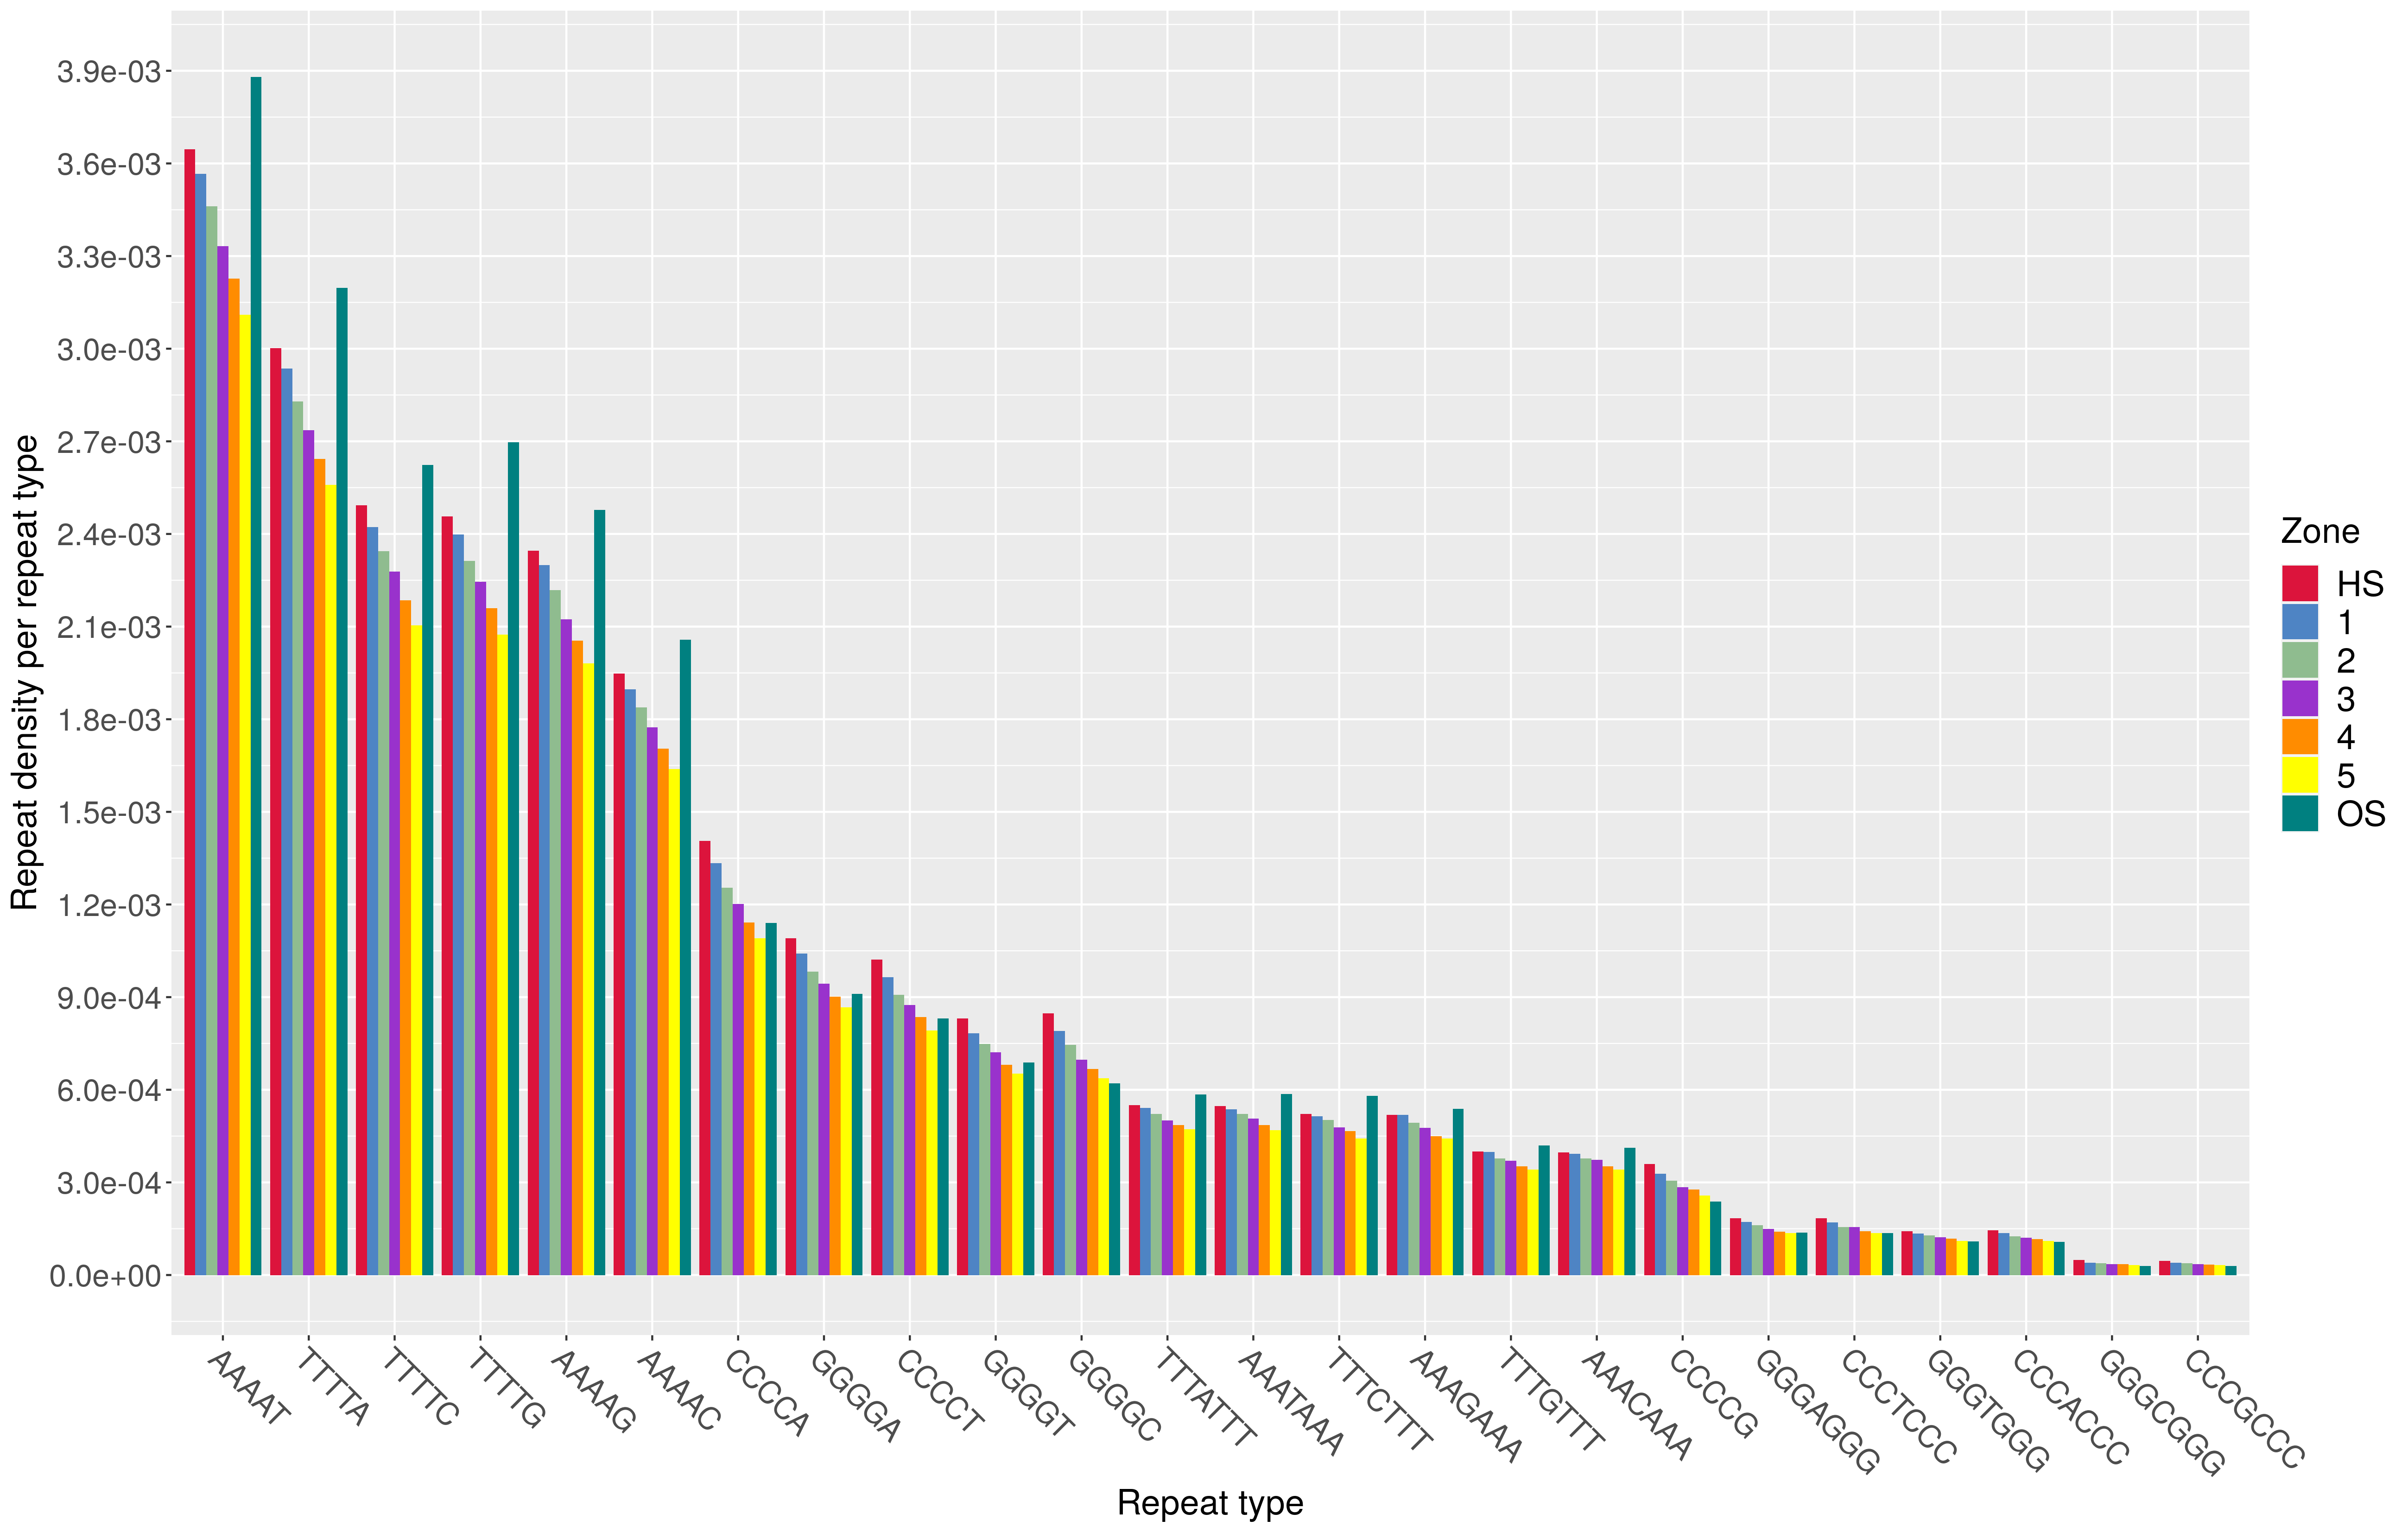 Repeat density per repeat type
3.9e-03
3.6e-03
3.3e-03
3.0e-03
2.7e-03
2.4e-03
2.1e-03
1.8e-03
1.5e-03
1.2e-03
9.0e-04
6.0e-04
3.0e-04
0.0e+00
AAAAT
TTTTA
TTTTC
TTTTG
AAAAG
AAAAC
CCCCA
GGGGA
CCCCT
GGGGT
GGGGC
TTTATTT
AAATAAA
TTTCTTT
AAAGAAA
TTTGTTT
AAACAAA
CCCCG
GGGAGGG
CCCTCCC
GGGTGGG
CCCACCC
GGGCGGG
CCCGCCC
Repeat type
Zone
HS
1
2
3
4
5
OS